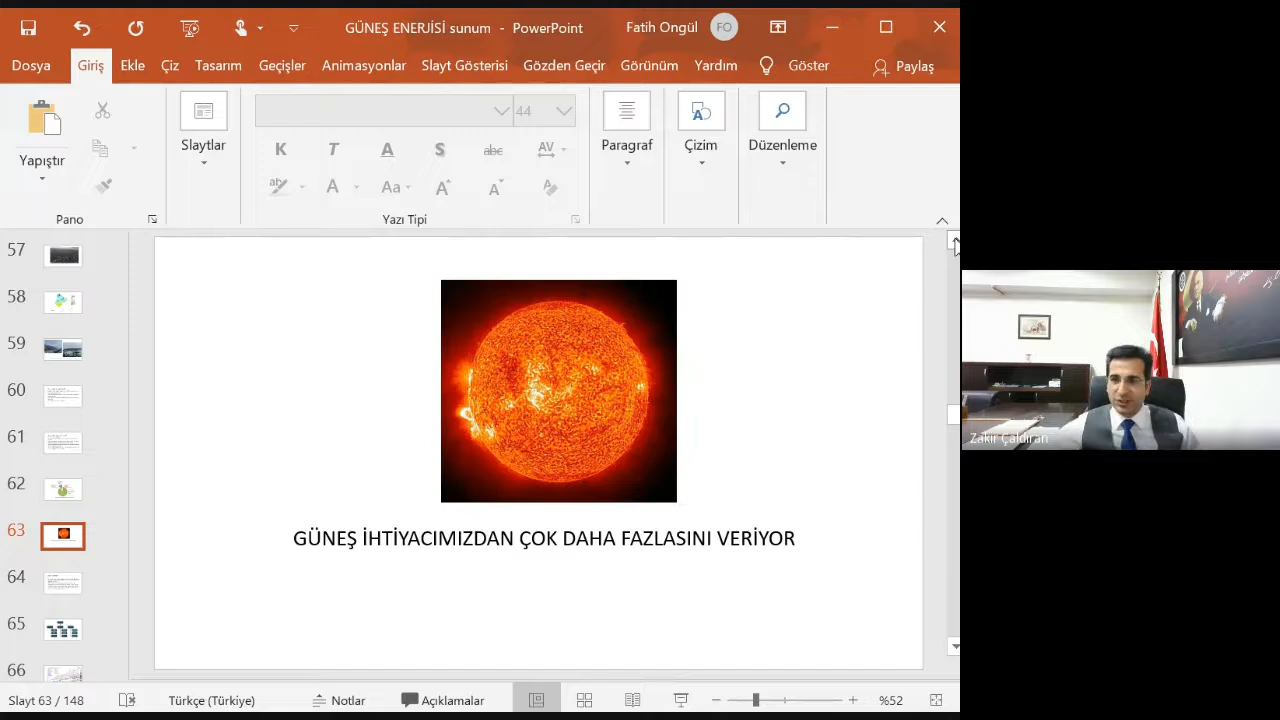 GÜNEŞ ENERJİSİ sunum - PowerPoint
Fatih Ongül
FO
Dosya Giriş Ekle Çiz Tasarım Geçişler Animasyonlar Slayt Gösterisi Gözden Geçir Görünüm Yardım Göster Paylaş
44
Yapıştır
Slaytlar
K T A S abc AV
ab A Aa A A A
Paragraf
Çizim
Düzenleme
Pano
Yazı Tipi
57
58
59
60
61
62
63
64
65
66
GÜNEŞ İHTİYACIMIZDAN ÇOK DAHA FAZLASINI VERİYOR
Zakir Çaldıran
Slayt 63 / 148 Türkçe (Türkiye) Notlar Açıklamalar %52